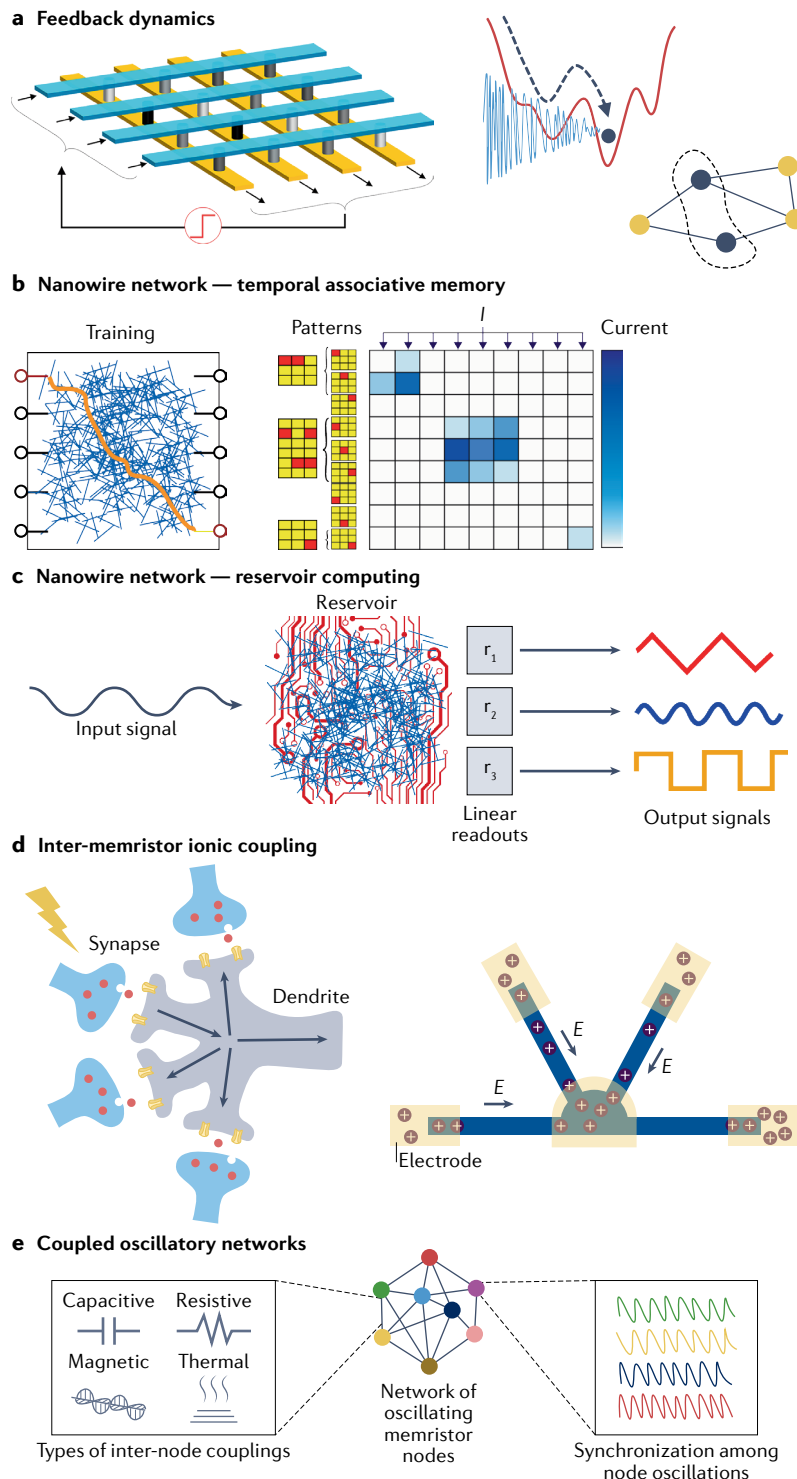 a Feedback dynamics
b Nanowire network — temporal associative memory
Training
Patterns
I
Current
c Nanowire network — reservoir computing
Reservoir
Input signal
r1
r2
r3
Linear
readouts
Output signals
d Inter-memristor ionic coupling
Synapse
Dendrite
+ + + + + + + + + + + + + + + + + + + + + + + + + + + + +
E
E
E
Electrode
e Coupled oscillatory networks
Capacitive
Resistive
Magnetic
Thermal
Types of inter-node couplings
Network of
oscillating
memristor
nodes
Synchronization among
node oscillations